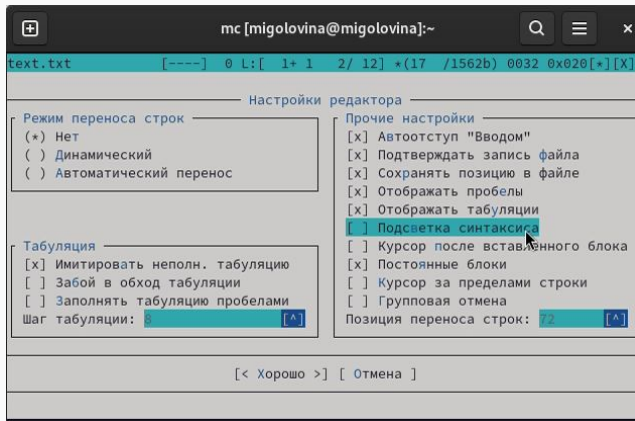 mc [migolovina@migolovina]:~
text.txt [----] 0 L:[ 1+ 1 2/ 12] *(17 /1562b) 0032 0x020[*][X]
Настройки редактора
Режим переноса строк
(*) Нет
( ) Динамический
( ) Автоматический перенос
Табуляция
[x] Имитировать неполн. табуляцию
[ ] Забой в обход табуляции
[ ] Заполнять табуляцию пробелами
Шаг табуляции: 8 [^]
Прочие настройки
[x] Автоотступ "Вводом"
[x] Подтверждать запись файла
[x] Сохранять позицию в файле
[x] Отображать пробелы
[x] Отображать табуляции
[ ] Подсветка синтаксиса
[ ] Курсор после вставленного блока
[x] Постоянные блоки
[ ] Курсор за пределами строки
[ ] Групповая отмена
Позиция переноса строк: 72 [^]
[< Хорошо >] [ Отмена ]